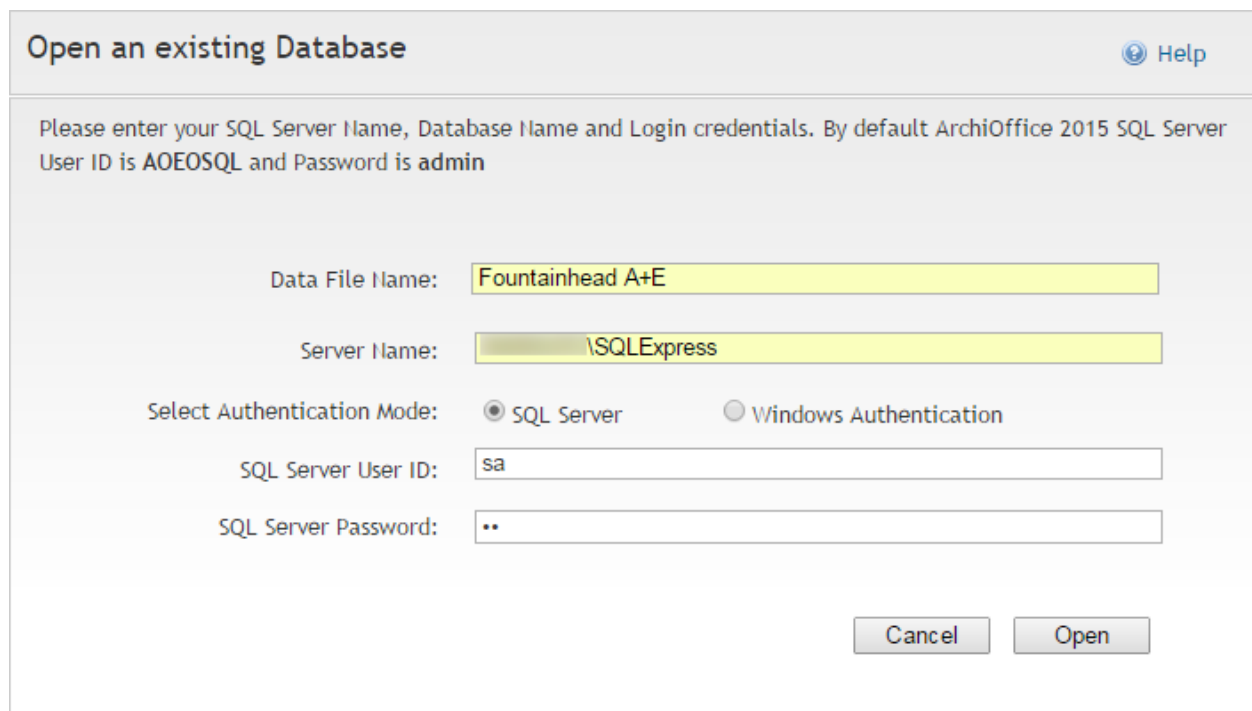 Open an existing Database
Help
Please enter your SQL Server Name, Database Name and Login credentials. By default ArchiOffice 2015 SQL Server
User ID is AOEOSQL and Password is admin
Data File Name: Fountainhead A+E
Server Name: \SQLExpress
Select Authentication Mode: SQL Server Windows Authentication
SQL Server User ID: sa
SQL Server Password: ••
Cancel Open